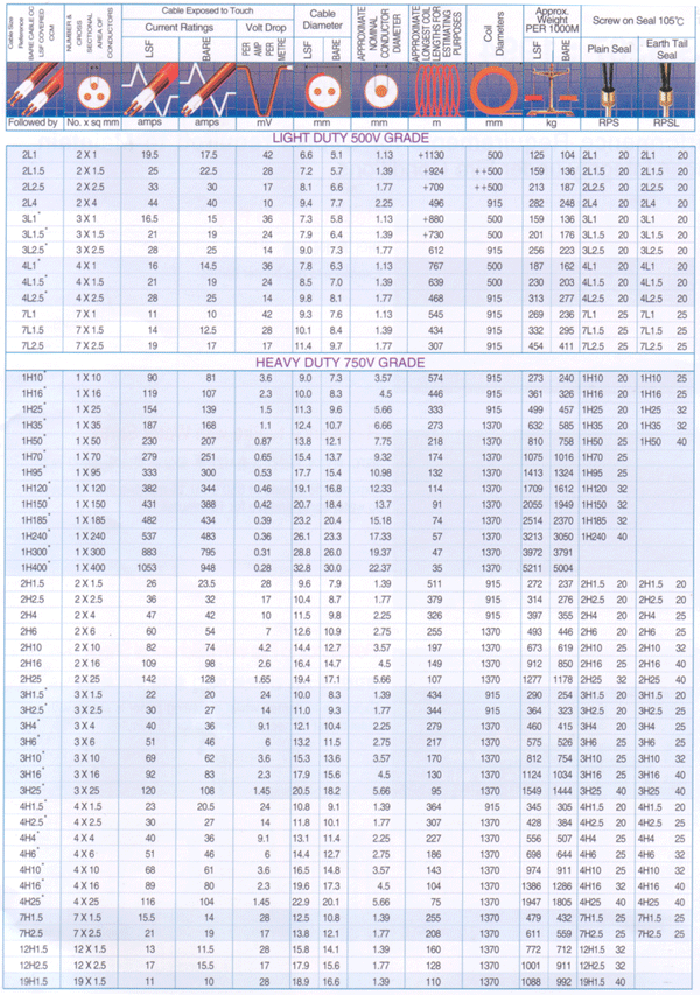 Cable Size Reference
BARE CABLE OC
LSF COVERED CCM
NUMBER & CROSS SECTIONAL AREA OF CONDUCTORS
Cable Exposed to Touch
Current Ratings
Volt Drop
LSF
BARE
PER AMP PER METRE
Cable Diameter
LSF
BARE
APPROXIMATE NOMINAL CONDUCTOR DIAMETER
APPROXIMATE LONGEST COIL LENGTHS FOR ESTIMATING PURPOSES
Coil Diameters
Approx. Weight PER 1000M
LSF
BARE
Screw on Seal 105°C
Plain Seal
Earth Tail Seal
Followed by No. x sq mm) amps amps mV mm mm m mm kg RPS RPSL
LIGHT DUTY 500V GRADE
2L1 2 X 1 19.5 17.5 42 6.6 5.1 1.13 +1130 500 125 104 2L1 20 2L1 20
2L1.5 2 X 1.5 25 22.5 28 7.2 5.7 1.39 +924 ++500 159 136 2L1.5 20 2L1.5 20
2L2.5 2 X 2.5 33 30 17 8.1 6.6 1.77 +709 ++500 213 187 2L2.5 20 2L2.5 20
2L4 2 X 4 44 40 10 9.4 7.7 2.25 496 915 282 248 2L4 20 2L4 20
3L1* 3 X 1 16.5 15 36 7.3 5.8 1.13 +880 500 159 136 3L1 20 3L1 20
3L1.5* 3 X 1.5 21 19 24 7.9 6.4 1.39 +730 500 201 176 3L1.5 20 3L1.5 20
3L2.5* 3 X 2.5 28 25 14 9.0 7.3 1.77 612 915 256 223 3L2.5 20 3L2.5 20
4L1* 4 X 1 16 14.5 36 7.8 6.3 1.13 767 500 187 162 4L1 20 4L1 20
4L1.5* 4 X 1.5 21 19 24 8.5 7.0 1.39 639 500 230 203 4L1.5 20 4L1.5 20
4L2.5* 4 X 2.5 28 25 14 9.8 8.1 1.77 468 915 313 277 4L2.5 20 4L2.5 20
7L1 7 X 1 11 10 42 9.3 7.6 1.13 545 915 269 236 7L1 25 7L1 25
7L1.5 7 X 1.5 14 12.5 28 10.1 8.4 1.39 434 915 332 295 7L1.5 25 7L1.5 25
7L2.5 7 X 2.5 19 17 17 11.4 9.7 1.77 307 915 454 411 7L2.5 25 7L2.5 25
HEAVY DUTY 750V GRADE
1H10* 1 X 10 90 81 3.6 9.0 7.3 3.57 574 915 273 240 1H10 20 1H10 25
1H16* 1 X 16 119 107 2.3 10.0 8.3 4.5 446 915 361 326 1H16 20 1H16 25
1H25* 1 X 25 154 139 1.5 11.3 9.6 5.66 333 915 499 457 1H25 20 1H25 32
1H35* 1 X 35 187 168 1.1 12.4 10.7 6.66 273 1370 632 585 1H35 20 1H35 32
1H50* 1 X 50 230 207 0.87 13.8 12.1 7.75 218 1370 810 758 1H50 25 1H50 40
1H70* 1 X 70 279 251 0.65 15.4 13.7 9.32 174 1370 1075 1016 1H70 25
1H95* 1 X 95 333 300 0.53 17.7 15.4 10.98 132 1370 1413 1324 1H95 25
1H120* 1 X 120 382 344 0.46 19.1 16.8 12.33 114 1370 1709 1612 1H120 32
1H150* 1 X 150 431 388 0.42 20.7 18.4 13.7 91 1370 2055 1949 1H150 32
1H185* 1 X 185 482 434 0.39 23.2 20.4 15.18 74 1370 2514 2370 1H185 32
1H240* 1 X 240 537 483 0.36 26.1 23.3 17.33 57 1370 3213 3050 1H240 40
1H300* 1 X 300 883 795 0.31 28.8 26.0 19.37 47 1370 3972 3791
1H400* 1 X 400 1053 948 0.28 32.8 30.0 22.37 35 1370 5211 5004
2H1.5 2 X 1.5 26 23.5 28 9.6 7.9 1.39 511 915 272 237 2H1.5 20 2H1.5 20
2H2.5 2 X 2.5 36 32 17 10.4 8.7 1.77 379 915 314 276 2H2.5 20 2H2.5 20
2H4 2 X 4 47 42 10 11.5 9.8 2.25 326 915 397 355 2H4 20 2H4 25
2H6 2 X 6 60 54 7 12.6 10.9 2.75 255 1370 493 446 2H6 20 2H6 25
2H10 2 X 10 82 74 4.2 14.4 12.7 3.57 197 1370 673 619 2H10 25 2H10 32
2H16 2 X 16 109 98 2.6 16.4 14.7 4.5 149 1370 912 850 2H16 25 2H16 40
2H25 2 X 25 142 128 1.65 19.4 17.1 5.66 107 1370 1277 1178 2H25 32 2H25 40
3H1.5* 3 X 1.5 22 20 24 10.0 8.3 1.39 434 915 290 254 3H1.5 20 3H1.5 20
3H2.5* 3 X 2.5 30 27 14 11.0 9.3 1.77 344 915 364 323 3H2.5 20 3H2.5 25
3H4* 3 X 4 40 36 9.1 12.1 10.4 2.25 279 1370 460 415 3H4 20 3H4 25
3H6* 3 X 6 51 46 6 13.2 11.5 2.75 217 1370 575 526 3H6 25 3H6 25
3H10* 3 X 10 69 62 3.6 15.3 13.6 3.57 170 1370 812 754 3H10 25 3H10 32
3H16* 3 X 16 92 83 2.3 17.9 15.6 4.5 130 1370 1124 1034 3H16 25 3H16 40
3H25* 3 X 25 120 108 1.45 20.5 18.2 5.66 95 1370 1549 1444 3H25 40 3H25 40
4H1.5* 4 X 1.5 23 20.5 24 10.8 9.1 1.39 364 915 345 305 4H1.5 20 4H1.5 20
4H2.5* 4 X 2.5 30 27 14 11.8 10.1 1.77 307 1370 428 384 4H2.5 20 4H2.5 25
4H4* 4 X 4 40 36 9.1 13.1 11.4 2.25 227 1370 556 507 4H4 25 4H4 25
4H6* 4 X 6 51 46 6 14.4 12.7 2.75 186 1370 698 644 4H6 25 4H6 32
4H10* 4 X 10 68 61 3.6 16.5 14.8 3.57 143 1370 974 911 4H10 25 4H10 32
4H16* 4 X 16 89 80 2.3 19.6 17.3 4.5 104 1370 1386 1286 4H16 32 4H16 40
4H25* 4 X 25 116 104 1.45 22.9 20.1 5.66 75 1370 1947 1805 4H25 40 4H25 40
7H1.5 7 X 1.5 15.5 14 28 12.5 10.8 1.39 255 1370 479 432 7H1.5 25 7H1.5 25
7H2.5 7 X 2.5 21 19 17 13.8 12.1 1.77 208 1370 611 559 7H2.5 25 7H2.5 25
12H1.5 12 X 1.5 13 11.5 28 15.8 14.1 1.39 160 1370 772 712 12H1.5 32
12H2.5 12 X 2.5 17 15.5 17 17.9 15.6 1.77 128 1370 1001 911 12H2.5 32
19H1.5 19 X 1.5 11 10 28 18.9 16.6 1.39 110 1370 1088 992 19H1.5 40